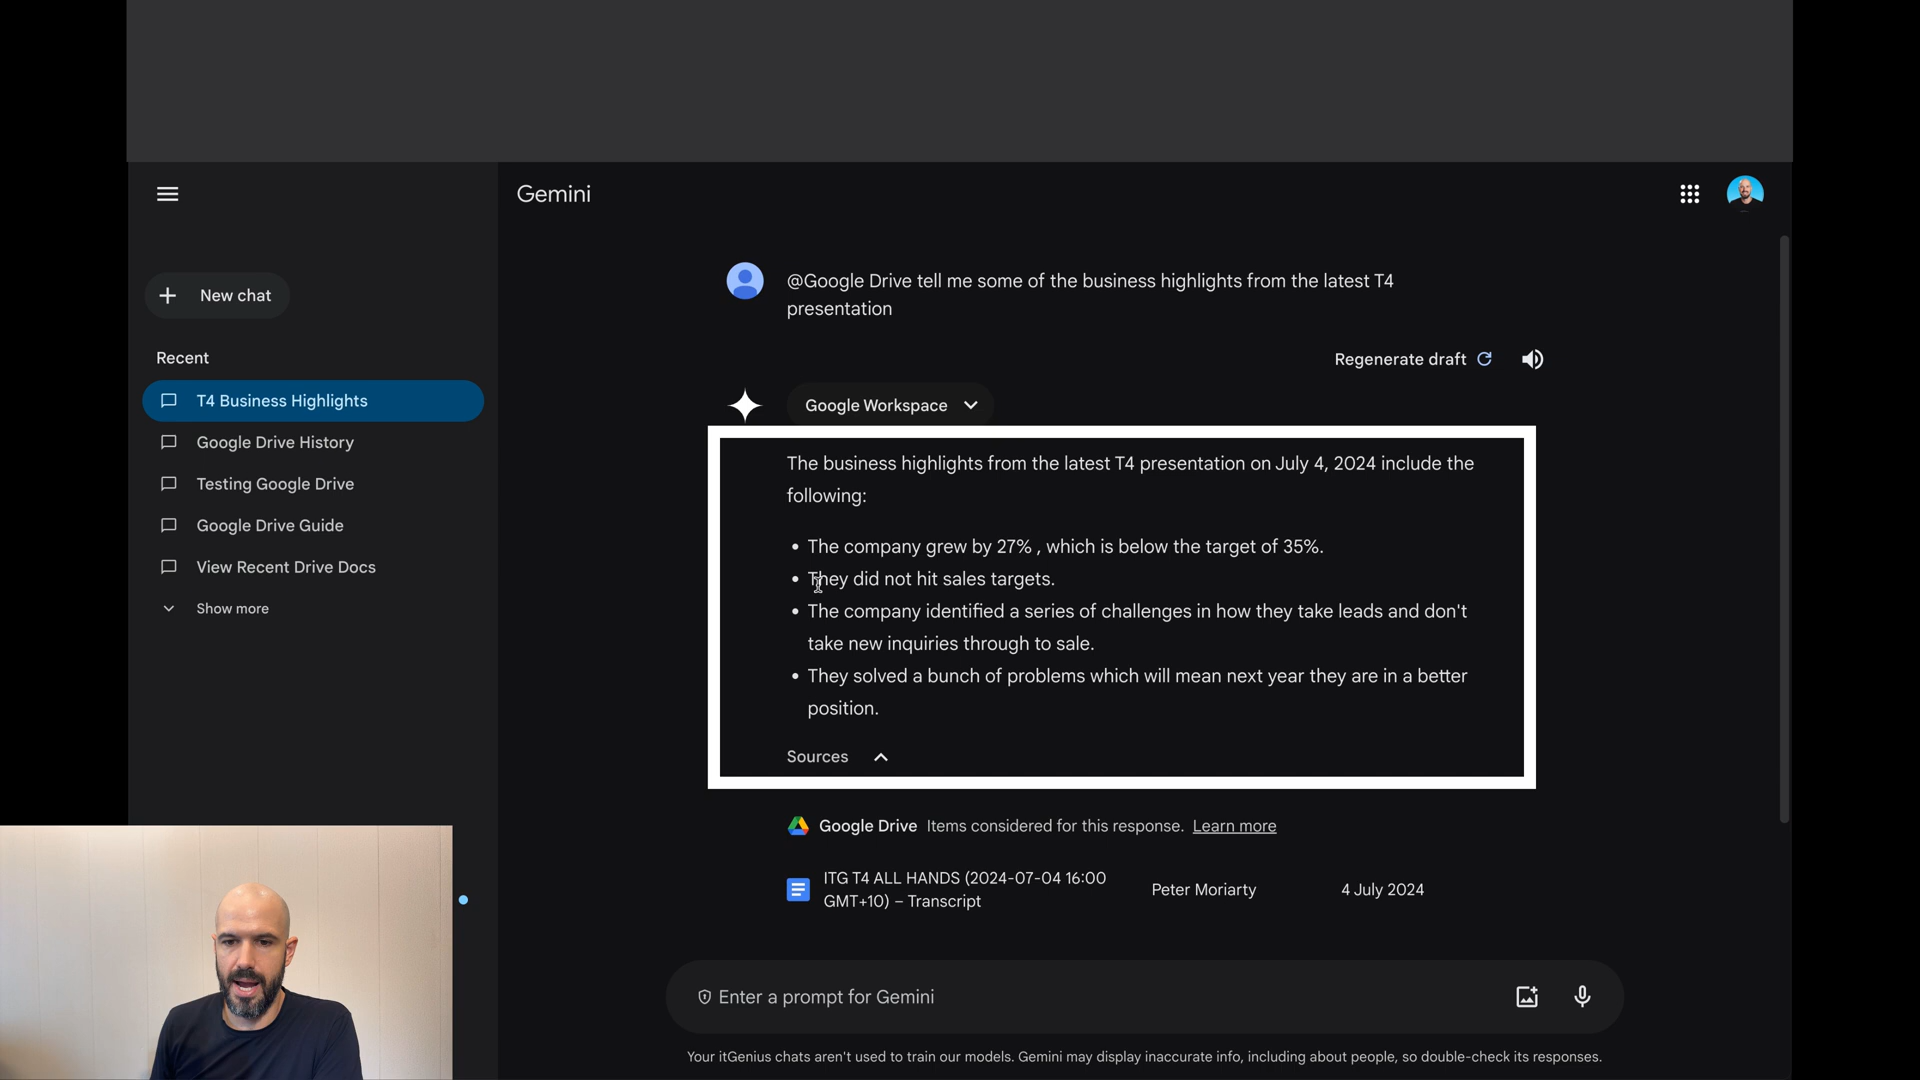 Gemini
New chat
Recent
T4 Business Highlights
Google Drive History
Testing Google Drive
Google Drive Guide
View Recent Drive Docs
Show more
@Google Drive tell me some of the business highlights from the latest T4
presentation
Regenerate draft
Google Workspace
The business highlights from the latest T4 presentation on July 4, 2024 include the
following:
• The company grew by 27% , which is below the target of 35%.
• They did not hit sales targets.
• The company identified a series of challenges in how they take leads and don't
take new inquiries through to sale.
• They solved a bunch of problems which will mean next year they are in a better
position.
Sources
Google Drive Items considered for this response. Learn more
ITG T4 ALL HANDS (2024-07-04 16:00
GMT+10) – Transcript
Peter Moriarty
4 July 2024
Enter a prompt for Gemini
Your itGenius chats aren't used to train our models. Gemini may display inaccurate info, including about people, so double-check its responses.